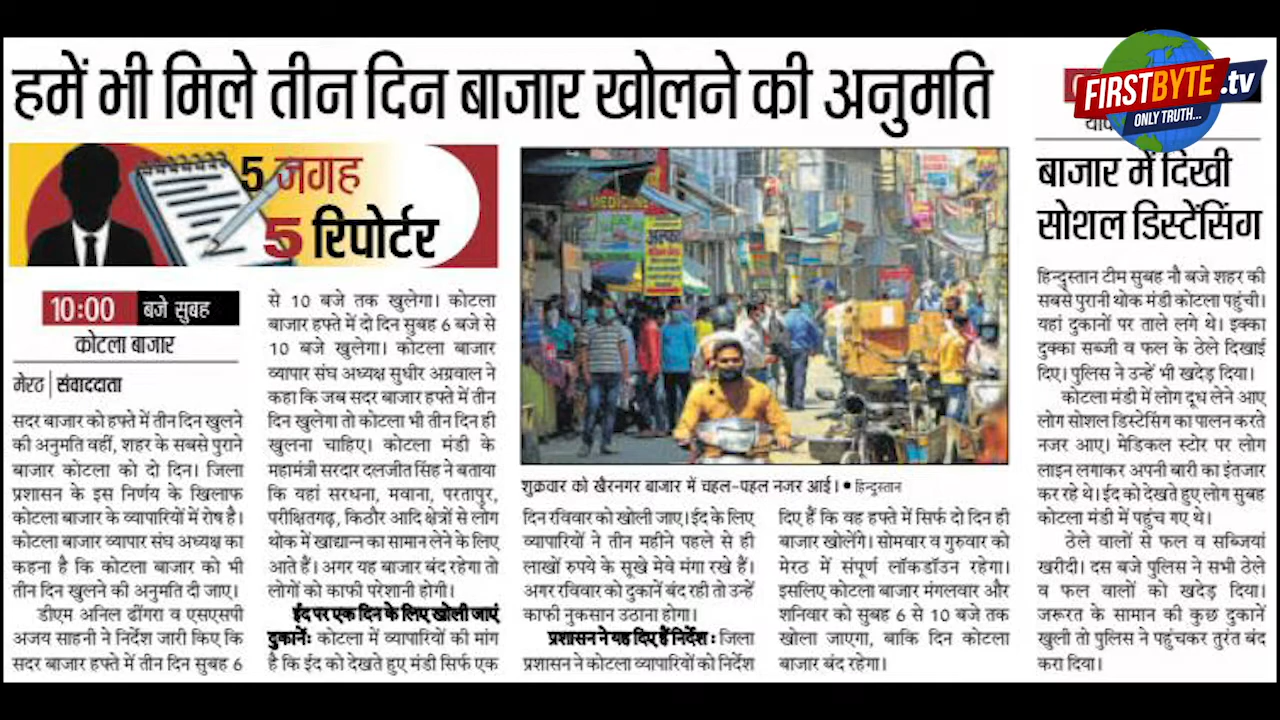 हमें भी मिले तीन दिन बाजार खोलने की अनुमति
FIRSTBYTE.tv
ONLY TRUTH...
5 जगह
5 रिपोर्टर
10:00 बजे सुबह
कोटला बाजार
मेरठ | संवाददाता
सदर बाजार को हफ्ते में तीन दिन खुलने
की अनुमति वहीं, शहर के सबसे पुराने
बाजार कोटला को दो दिन। जिला
प्रशासन के इस निर्णय के खिलाफ
कोटला बाजार के व्यापारियों में रोष है।
कोटला बाजार व्यापार संघ अध्यक्ष का
कहना है कि कोटला बाजार को भी
तीन दिन खुलने की अनुमति दी जाए।
डीएम अनिल ढींगरा व एसएसपी
अजय साहनी ने निर्देश जारी किए कि
सदर बाजार हफ्ते में तीन दिन सुबह 6
से 10 बजे तक खुलेगा। कोटला
बाजार हफ्ते में दो दिन सुबह 6 बजे से
10 बजे खुलेगा। कोटला बाजार
व्यापार संघ अध्यक्ष सुधीर अग्रवाल ने
कहा कि जब सदर बाजार हफ्ते में तीन
दिन खुलेगा तो कोटला भी तीन दिन ही
खुलना चाहिए। कोटला मंडी के
महामंत्री सरदार दलजीत सिंह ने बताया
कि यहां सरधना, मवाना, परतापुर,
परीक्षितगढ़, किठौर आदि क्षेत्रों से लोग
थोक में खाद्यान्न का सामान लेने के लिए
आते हैं। अगर यह बाजार बंद रहेगा तो
लोगों को काफी परेशानी होगी।
ईद पर एक दिन के लिए खोली जाएं
दुकानें: कोटला में व्यापारियों की मांग
है कि ईद को देखते हुए मंडी सिर्फ एक
MEDICINE
शुक्रवार को खैरनगर बाजार में चहल-पहल नजर आई। • हिन्दुस्तान
दिन रविवार को खोली जाए। ईद के लिए
व्यापारियों ने तीन महीने पहले से ही
लाखों रुपये के सूखे मेवे मंगा रखे हैं।
अगर रविवार को दुकानें बंद रही तो उन्हें
काफी नुकसान उठाना होगा।
प्रशासन ने यह दिए हैं निर्देश : जिला
प्रशासन ने कोटला व्यापारियों को निर्देश
दिए हैं कि वह हफ्ते में सिर्फ दो दिन ही
बाजार खोलेंगे। सोमवार व गुरुवार को
मेरठ में संपूर्ण लॉकडॉउन रहेगा।
इसलिए कोटला बाजार मंगलवार और
शनिवार को सुबह 6 से 10 बजे तक
खोला जाएगा, बाकि दिन कोटला
बाजार बंद रहेगा।
बाजार में दिखी
सोशल डिस्टेंसिंग
हिन्दुस्तान टीम सुबह नौ बजे शहर की
सबसे पुरानी थोक मंडी कोटला पहुंची।
यहां दुकानों पर ताले लगे थे। इक्का
दुक्का सब्जी व फल के ठेले दिखाई
दिए। पुलिस ने उन्हें भी खदेड़ दिया।
कोटला मंडी में लोग दूध लेने आए
लोग सोशल डिस्टेसिंग का पालन करते
नजर आए। मेडिकल स्टोर पर लोग
लाइन लगाकर अपनी बारी का इंतजार
कर रहे थे। ईद को देखते हुए लोग सुबह
कोटला मंडी में पहुंच गए थे।
ठेले वालों से फल व सब्जियां
खरीदी। दस बजे पुलिस ने सभी ठेले
व फल वालों को खदेड़ दिया।
जरूरत के सामान की कुछ दुकानें
खुली तो पुलिस ने पहुंचकर तुरंत बंद
करा दिया।